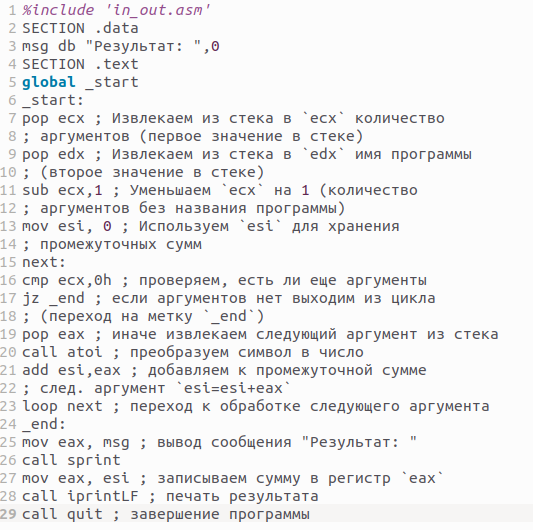 1 %include 'in_out.asm'
2 SECTION .data
3 msg db "Результат: ",0
4 SECTION .text
5 global _start
6 _start:
7 pop ecx ; Извлекаем из стека в `ecx` количество
8 ; аргументов (первое значение в стеке)
9 pop edx ; Извлекаем из стека в `edx` имя программы
10 ; (второе значение в стеке)
11 sub ecx,1 ; Уменьшаем `ecx` на 1 (количество
12 ; аргументов без названия программы)
13 mov esi, 0 ; Используем `esi` для хранения
14 ; промежуточных сумм
15 next:
16 cmp ecx,0h ; проверяем, есть ли еще аргументы
17 jz _end ; если аргументов нет выходим из цикла
18 ; (переход на метку `_end`)
19 pop eax ; иначе извлекаем следующий аргумент из стека
20 call atoi ; преобразуем символ в число
21 add esi,eax ; добавляем к промежуточной сумме
22 ; след. аргумент `esi=esi+eax`
23 loop next ; переход к обработке следующего аргумента
24 _end:
25 mov eax, msg ; вывод сообщения "Результат: "
26 call sprint
27 mov eax, esi ; записываем сумму в регистр `eax`
28 call iprintLF ; печать результата
29 call quit ; завершение программы